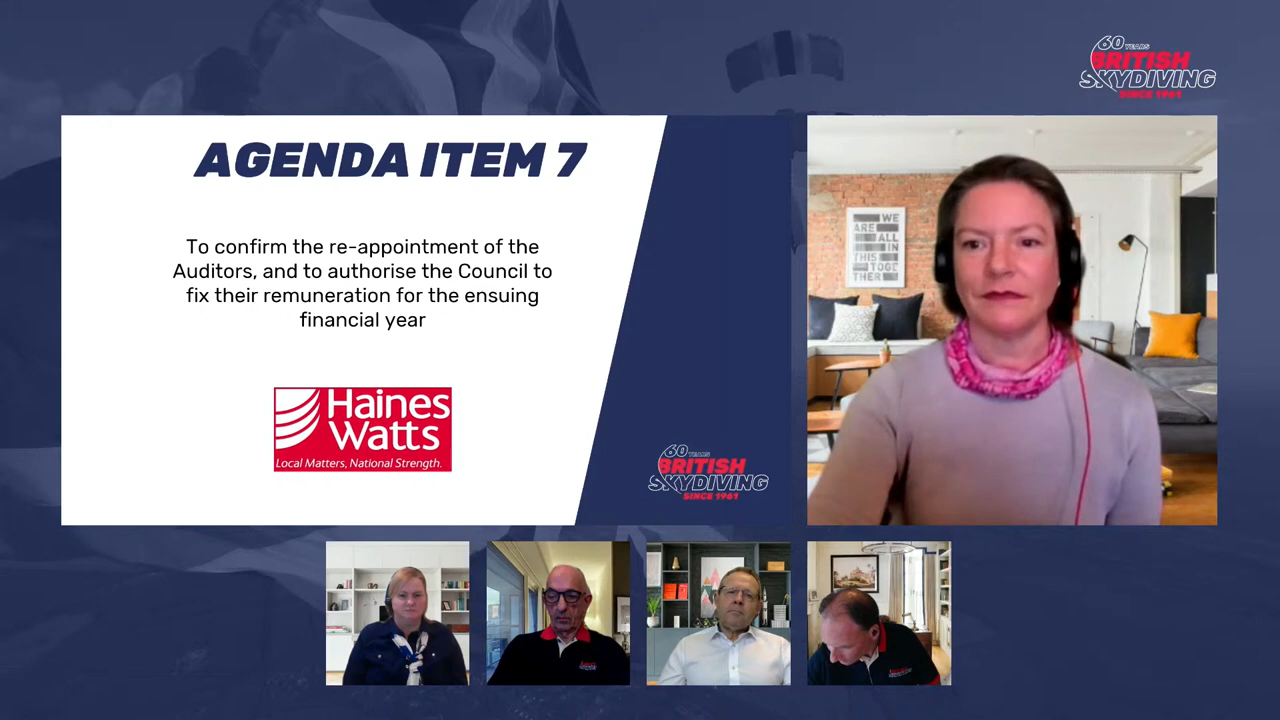 60 YEARS
BRITISH
SKYDIVING
SINCE 1961
AGENDA ITEM 7
To confirm the re-appointment of the
Auditors, and to authorise the Council to
fix their remuneration for the ensuing
financial year
Haines
Watts
Local Matters, National Strength.
60 YEARS
BRITISH
SKYDIVING
SINCE 1961
WE
ARE
ALL
IN
THIS
TOGE
THER